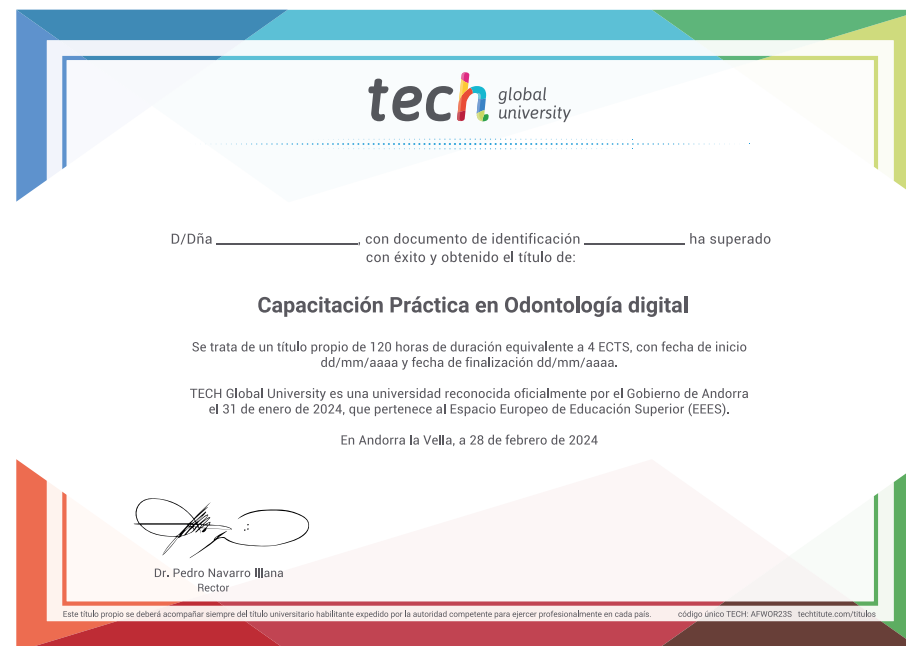 tech global university
D/Dña , con documento de identificación ha superado
con éxito y obtenido el título de:
Capacitación Práctica en Odontología digital
Se trata de un título propio de 120 horas de duración equivalente a 4 ECTS, con fecha de inicio
dd/mm/aaaa y fecha de finalización dd/mm/aaaa.
TECH Global University es una universidad reconocida oficialmente por el Gobierno de Andorra
el 31 de enero de 2024, que pertenece al Espacio Europeo de Educación Superior (EEES).
En Andorra la Vella, a 28 de febrero de 2024
Dr. Pedro Navarro Illana
Rector
Este título propio se deberá acompañar siempre del título universitario habilitante expedido por la autoridad competente para ejercer profesionalmente en cada país. código único TECH: AFWOR23S techtitute.com/titulos